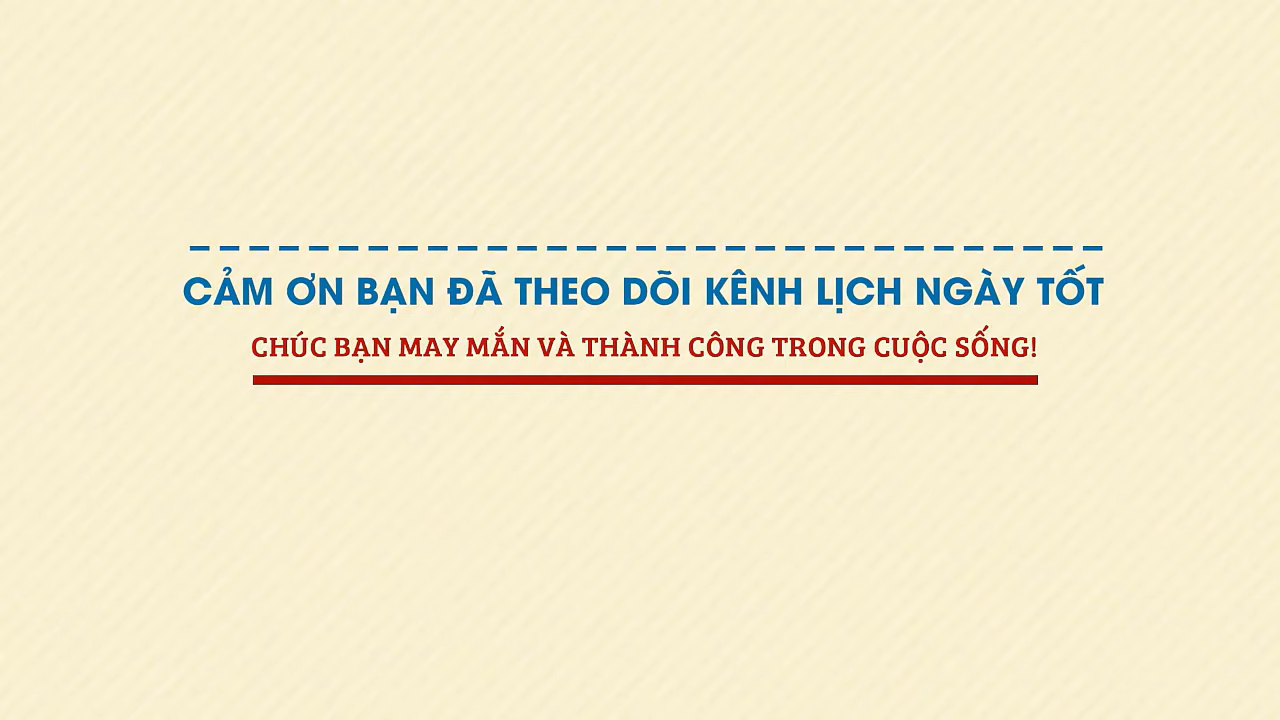 CẢM ƠN BẠN ĐÃ THEO DÕI KÊNH LỊCH NGÀY TỐT
CHÚC BẠN MAY MẮN VÀ THÀNH CÔNG TRONG CUỘC SỐNG!